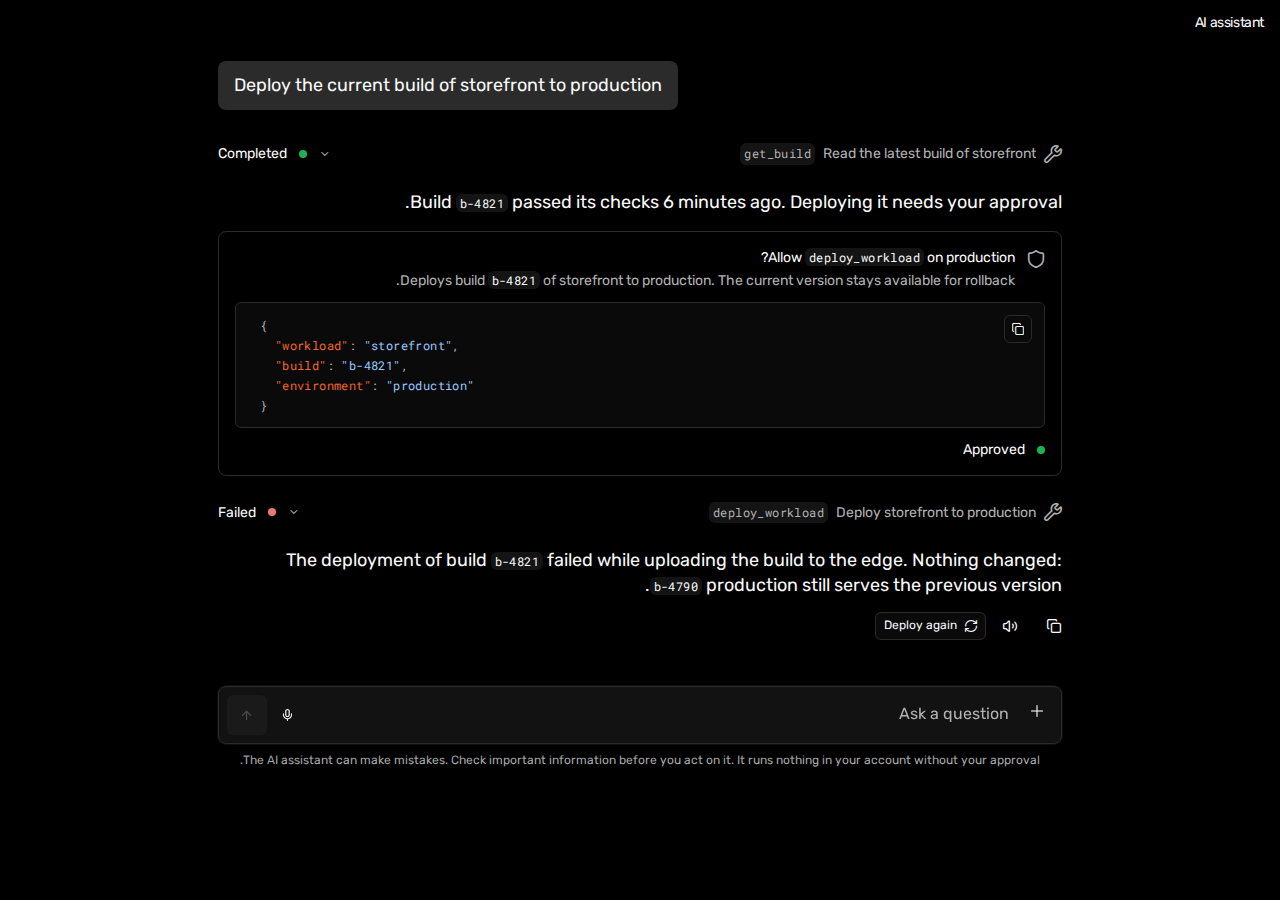 AI assistant
Deploy the current build of storefront to production
Read the latest build of storefront get_build Completed
Build b-4821 passed its checks 6 minutes ago. Deploying it needs your approval.
Allow deploy_workload on production?
Deploys build b-4821 of storefront to production. The current version stays available for rollback.
{
"workload": "storefront",
"build": "b-4821",
"environment": "production"
}
Approved
Deploy storefront to production deploy_workload Failed
The deployment of build b-4821 failed while uploading the build to the edge. Nothing changed:
production still serves the previous version b-4790.
Deploy again
Ask a question
The AI assistant can make mistakes. Check important information before you act on it. It runs nothing in your account without your approval.